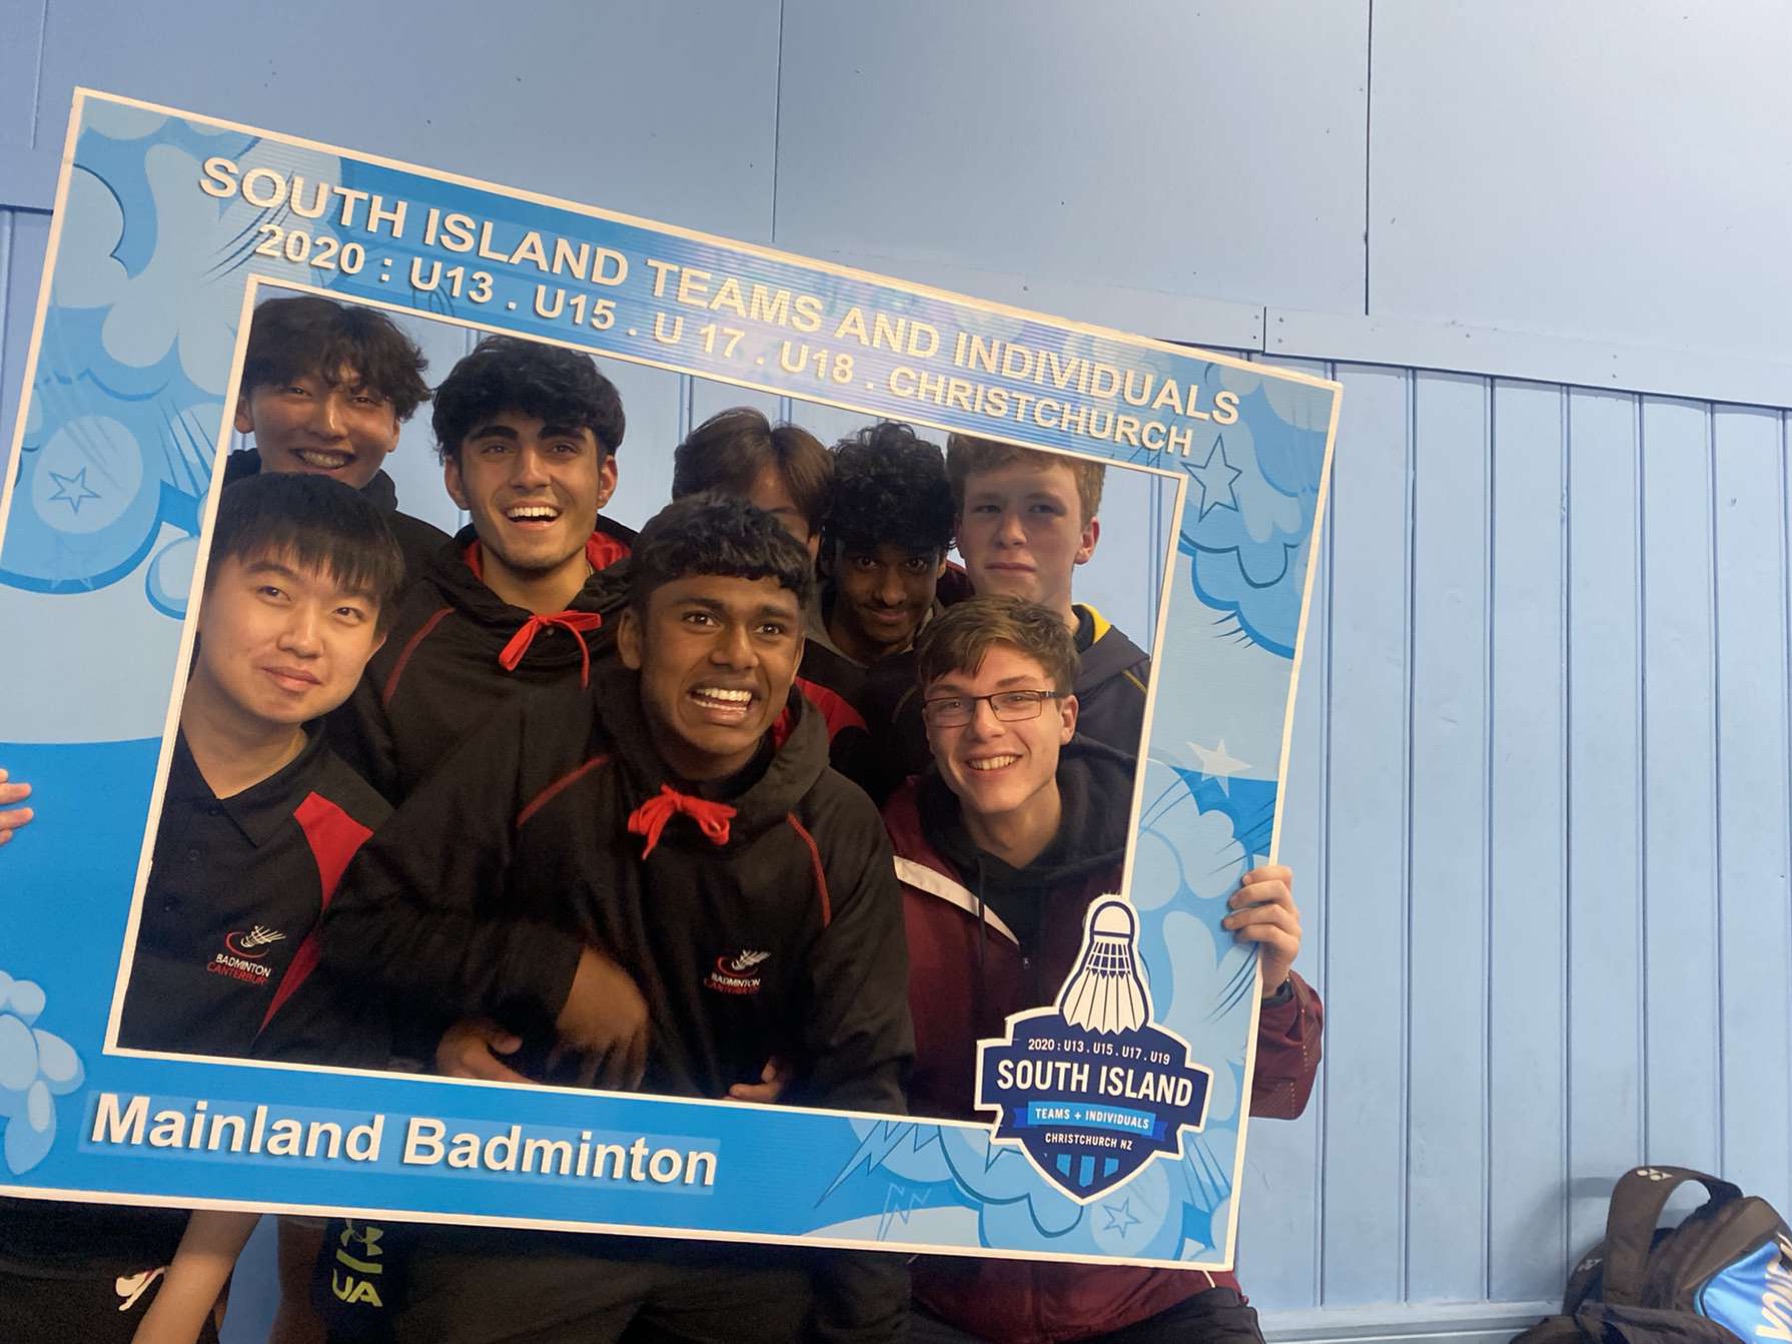 SOUTH ISLAND TEAMS AND INDIVIDUALS
2020 : U13 . U15 . U 17 . U18 . CHRISTCHURCH
BADMINTON
CANTERBURY
BADMINTON
2020 : U13 . U15 . U17 . U19
SOUTH ISLAND
TEAMS + INDIVIDUALS
CHRISTCHURCH NZ
Mainland Badminton
UA